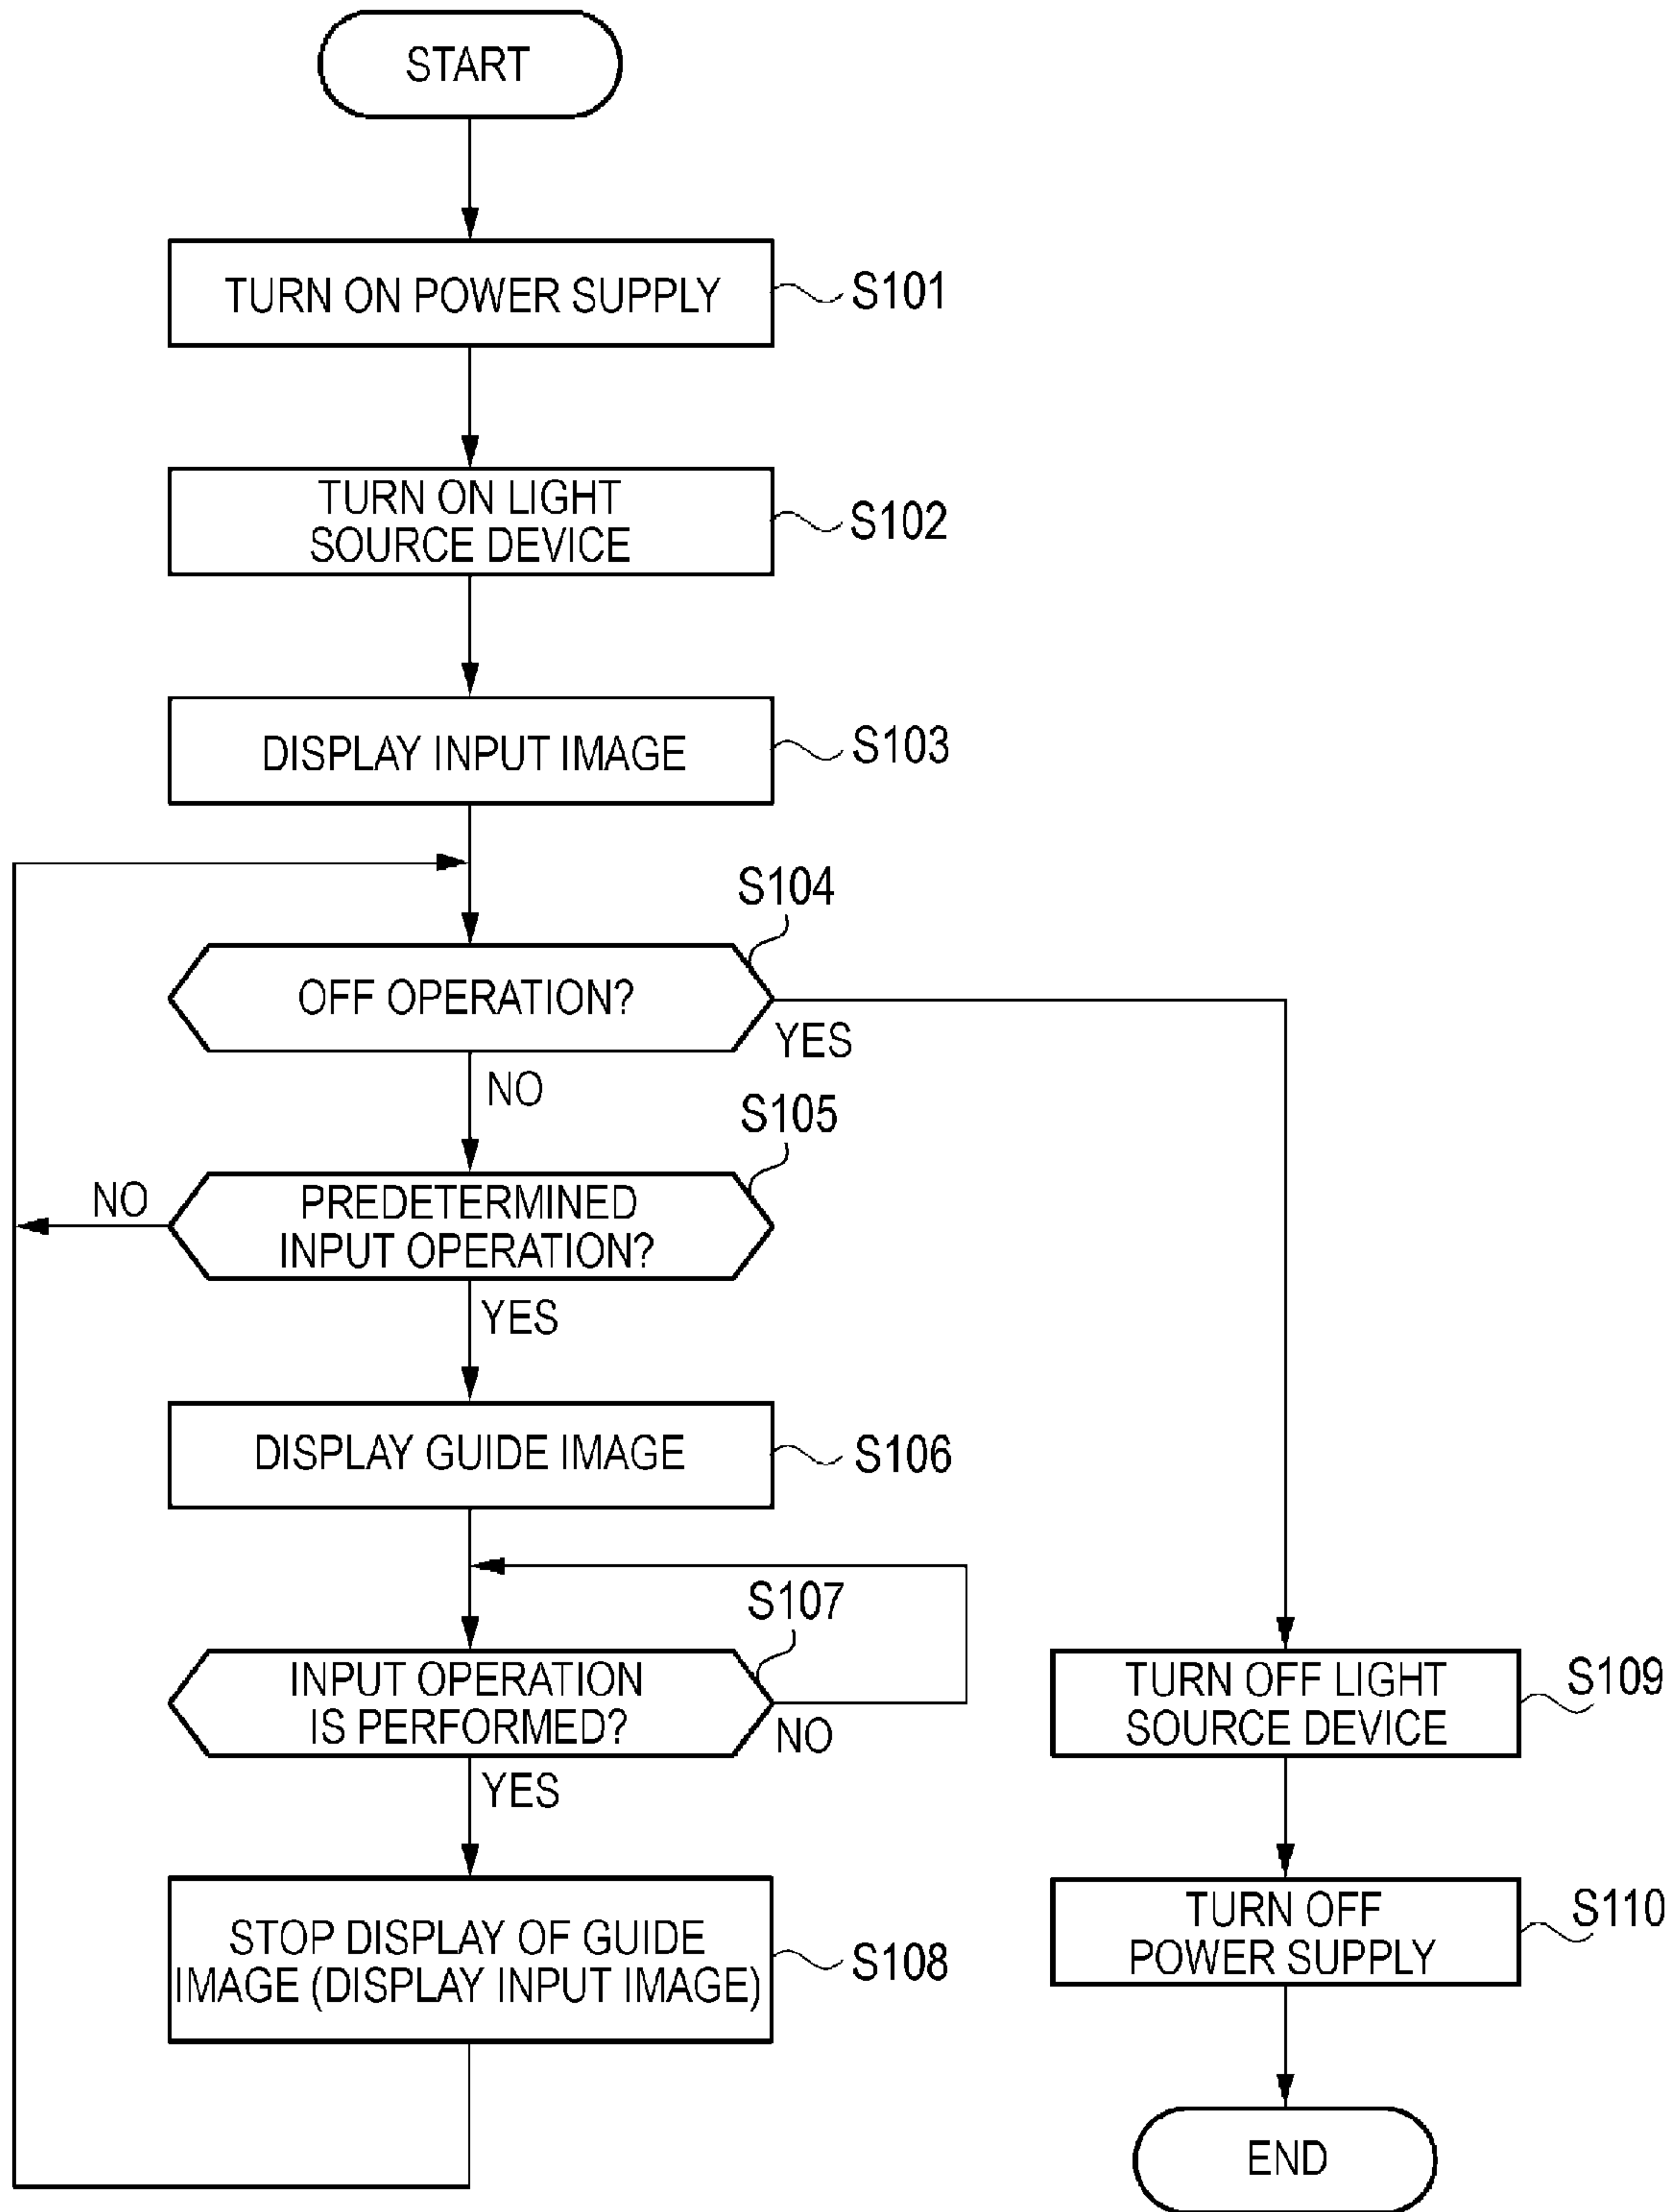 START
TURN ON POWER SUPPLY
S101
TURN ON LIGHT
SOURCE DEVICE
S102
DISPLAY INPUT IMAGE
S103
S104
OFF OPERATION?
YES
NO
S105
NO
PREDETERMINED
INPUT OPERATION?
YES
DISPLAY GUIDE IMAGE
S106
S107
INPUT OPERATION
IS PERFORMED?
NO
YES
STOP DISPLAY OF GUIDE
IMAGE (DISPLAY INPUT IMAGE)
S108
TURN OFF LIGHT
SOURCE DEVICE
S109
TURN OFF
POWER SUPPLY
S110
END